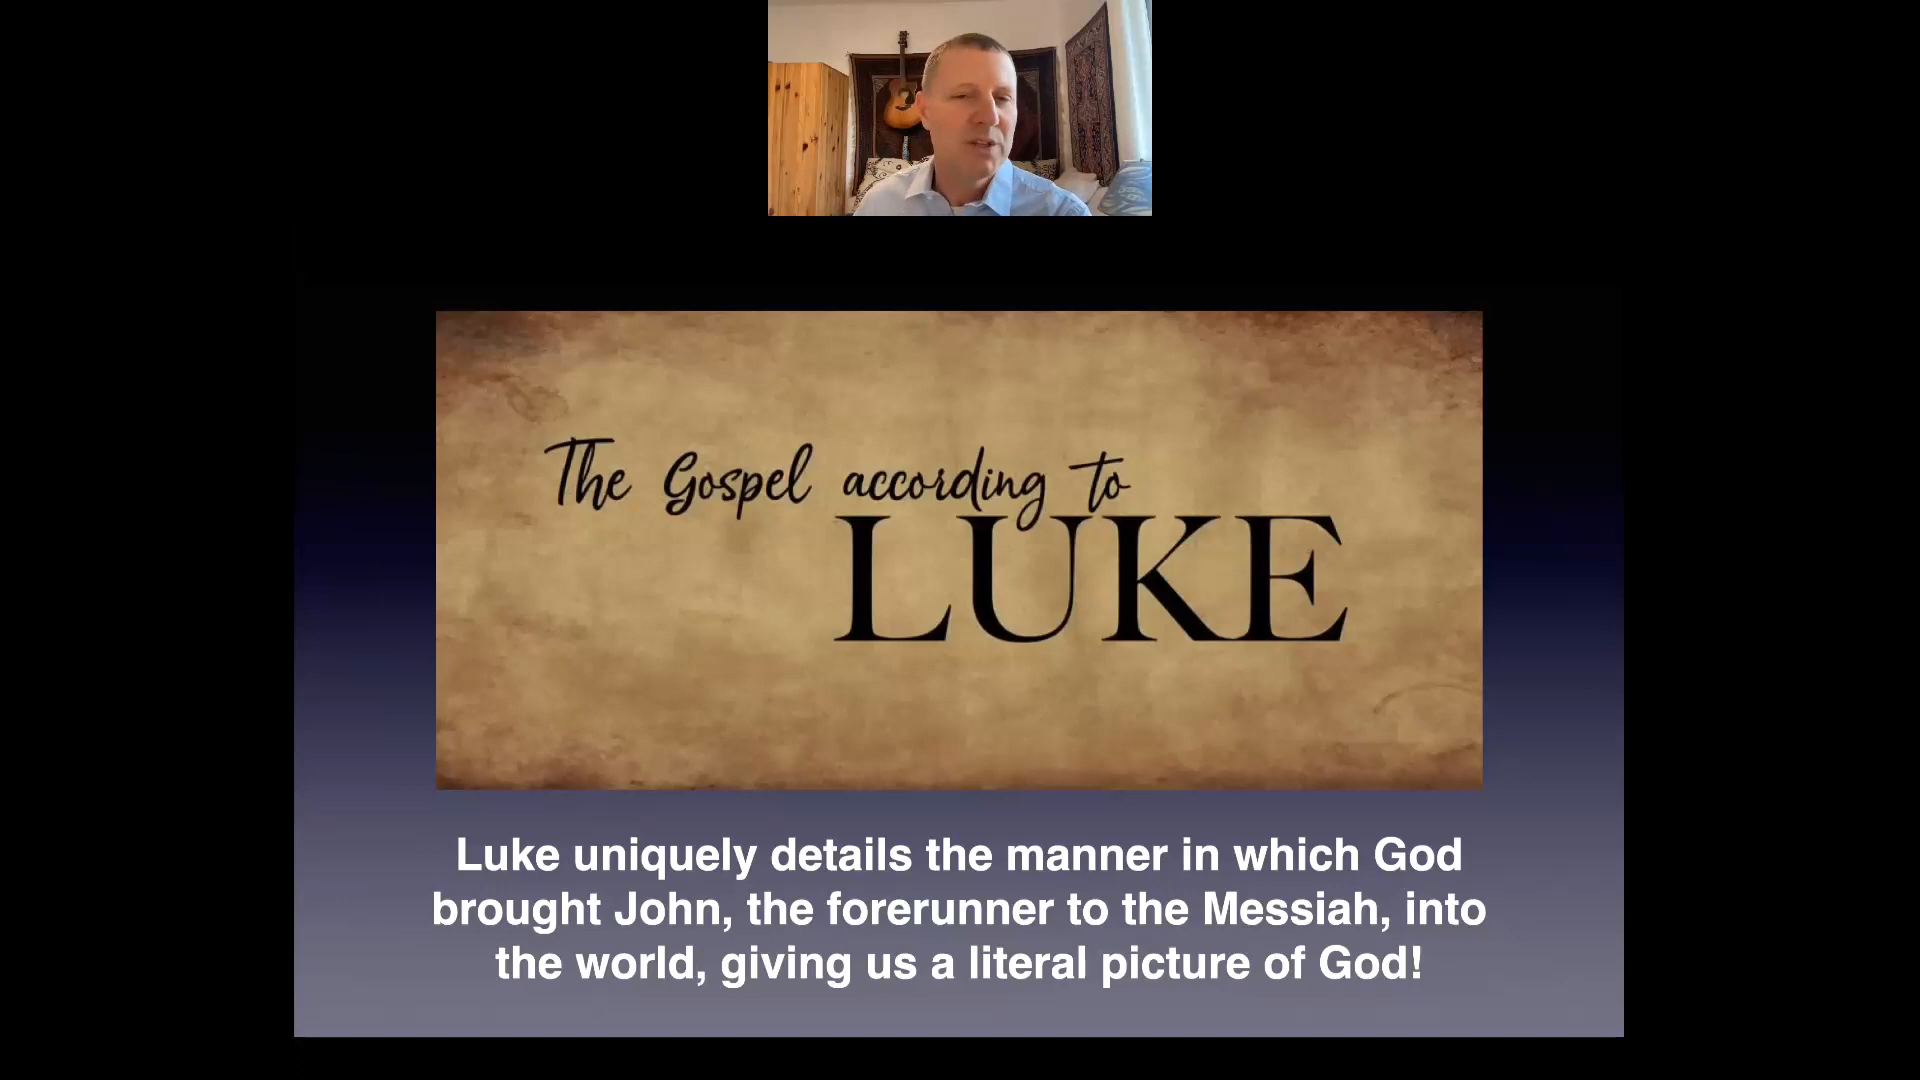 The Gospel according to
LUKE
Luke uniquely details the manner in which God
brought John, the forerunner to the Messiah, into
the world, giving us a literal picture of God!